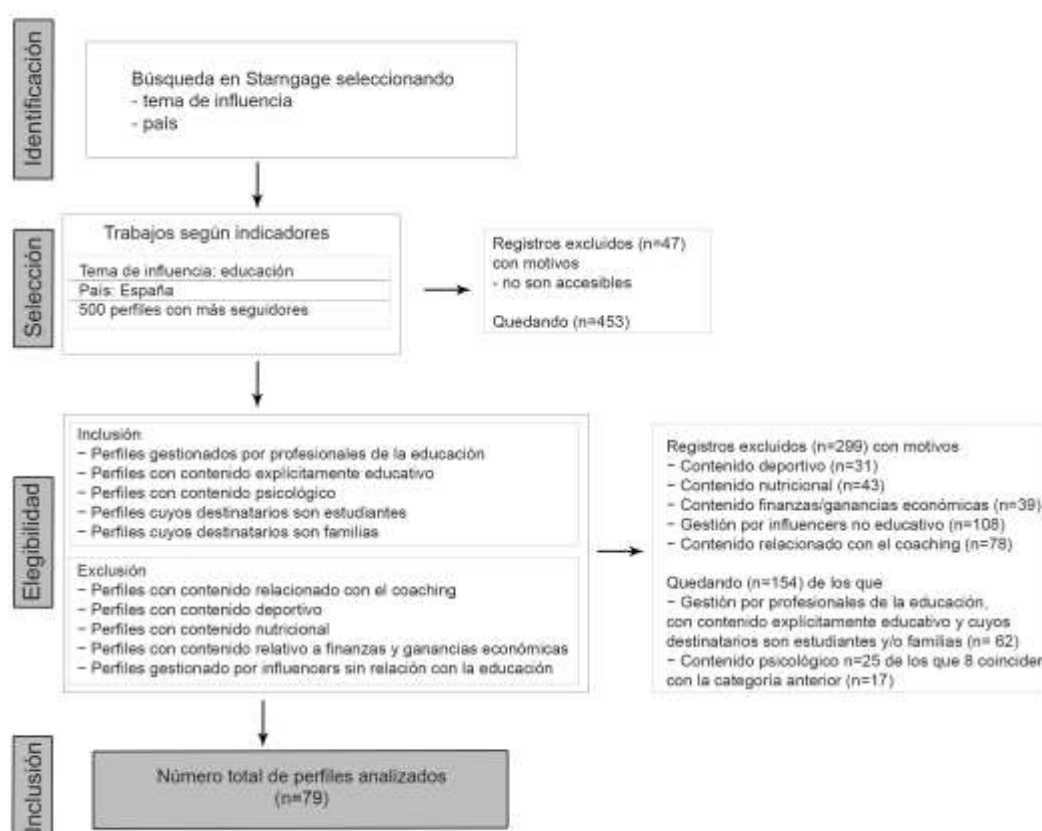 Identificación
Búsqueda en Starngage seleccionando
- tema de influencia
- país
Selección
Trabajos según indicadores
Tema de influencia: educación
País: España
500 perfiles con más seguidores
Registros excluidos (n=47)
con motivos
- no son accesibles
Quedando (n=453)
Elegibilidad
Inclusión
− Perfiles gestionados por profesionales de la educación
− Perfiles con contenido explícitamente educativo
− Perfiles con contenido psicológico
− Perfiles cuyos destinatarios son estudiantes
− Perfiles cuyos destinatarios son familias
Exclusión
− Perfiles con contenido relacionado con el coaching
− Perfiles con contenido deportivo
− Perfiles con contenido nutricional
− Perfiles con contenido relativo a finanzas y ganancias económicas
− Perfiles gestionado por influencers sin relación con la educación
Registros excluidos (n=299) con motivos
− Contenido deportivo (n=31)
− Contenido nutricional (n=43)
− Contenido finanzas/ganancias económicas (n=39)
− Gestión por influencers no educativo (n=108)
− Contenido relacionado con el coaching (n=78)
Quedando (n=154) de los que
− Gestión por profesionales de la educación,
con contenido explícitamente educativo y cuyos
destinatarios son estudiantes y/o familias (n= 62)
− Contenido psicológico n=25 de los que 8 coinciden
con la categoría anterior (n=17)
Inclusión
Número total de perfiles analizados
(n=79)